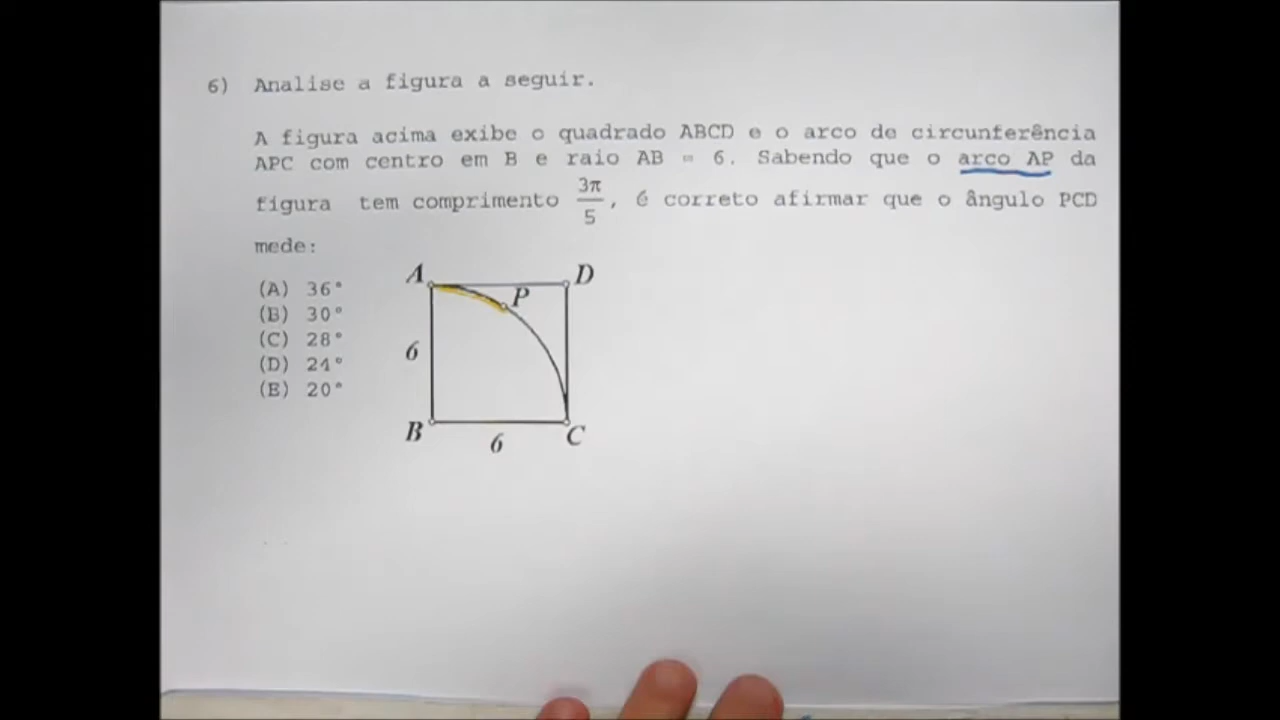 6) Analise a figura a seguir.
A figura acima exibe o quadrado ABCD e o arco de circunferência
APC com centro em B e raio AB = 6. Sabendo que o arco AP da
figura tem comprimento 3π/5, é correto afirmar que o ângulo PCD
mede:
(A) 36°
(B) 30°
(C) 28°
(D) 24°
(E) 20°
A D
P
6
B C
6